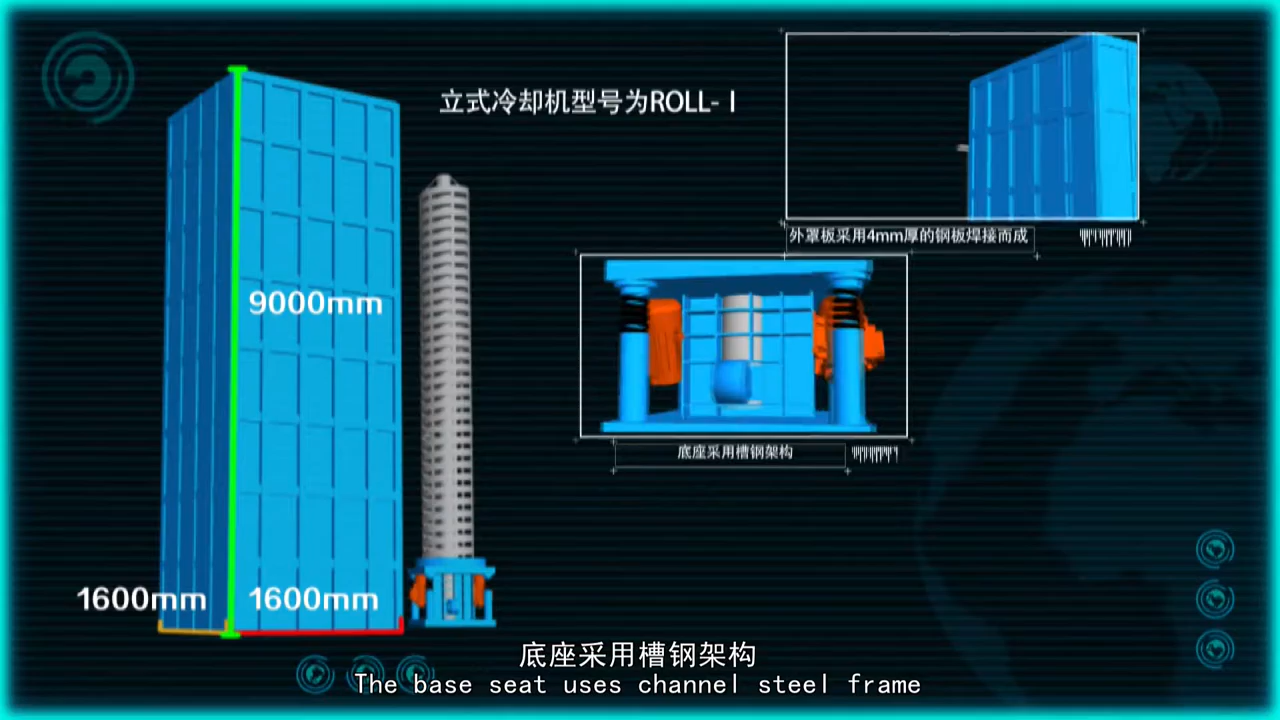 立式冷却机型号为ROLL-Ⅰ
外罩板采用4mm厚的钢板焊接而成
9000mm
底座采用槽钢架构
1600mm
1600mm
底座采用槽钢架构
The base seat uses channel steel frame